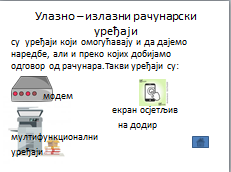 Улазно – излазни рачунарски
уређаји
су уређаји који омогућавају и да дајемо
наредбе, али и преко којих добијамо
одговор од рачунара.Такви уређаји су:
модем
екран осјетљив
на додир
мултифункционални
уређаји